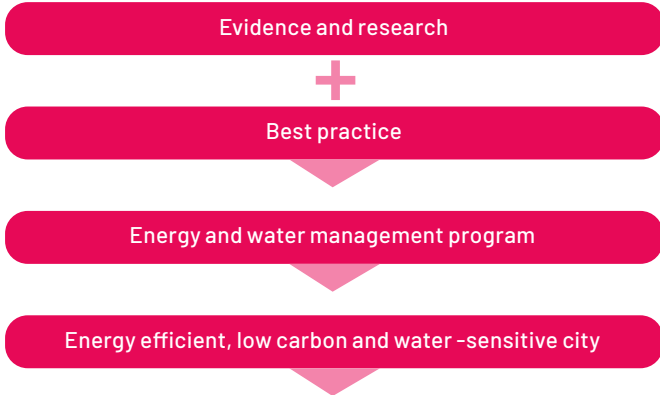 Evidence and research
+
Best practice
Energy and water management program
Energy efficient, low carbon and water -sensitive city